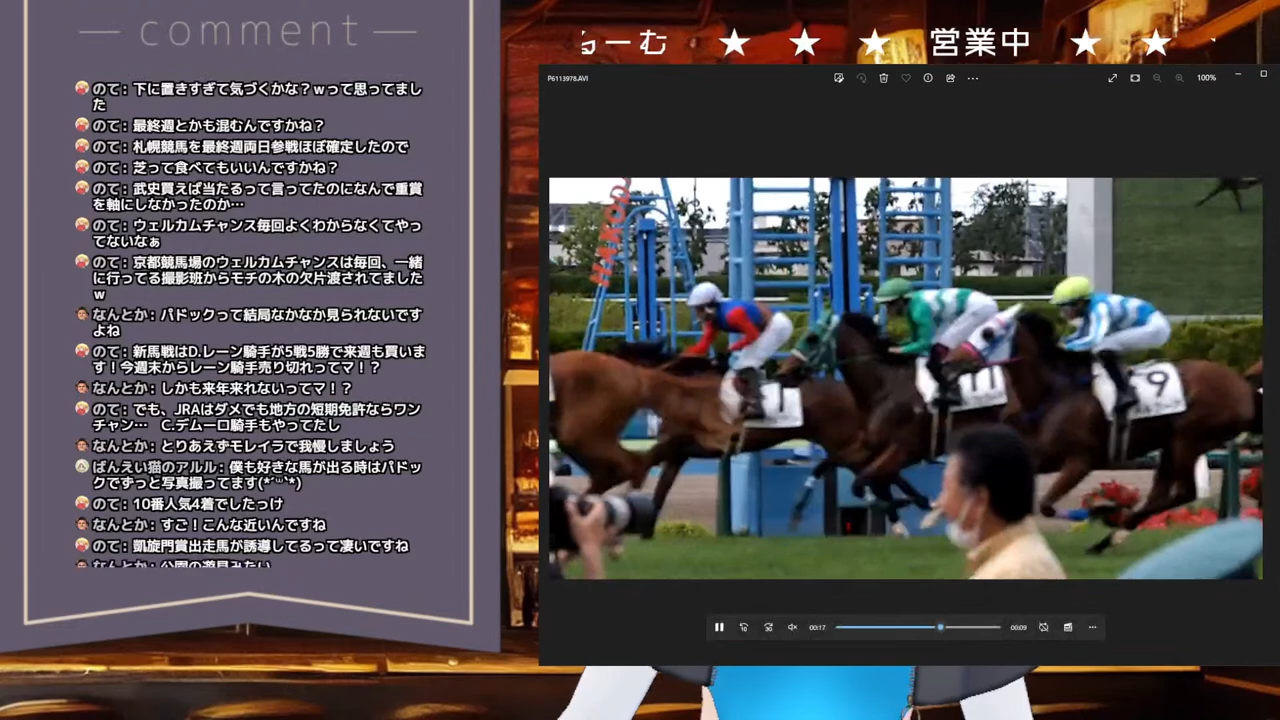 comment
のて: 下に置きすぎて気づくかな？ｗって思ってまし
た
のて: 最終週とかも混むんですかね？
のて: 札幌競馬を最終週両日参戦ほぼ確定したので
のて: 芝って食べてもいいんですかね？
のて: 武史買えば当たるって言ってたのになんで重賞
を軸にしなかったのか…
のて: ウェルカムチャンス毎回よくわからなくてやっ
てないなぁ
のて: 京都競馬場のウェルカムチャンスは毎回、一緒
に行ってる撮影班からモチの木の欠片渡されてました
w
なんとか: パドックって結局なかなか見られないです
よね
のて: 新馬戦はD.レーン騎手が5戦5勝で来週も買いま
す！今週末からレーン騎手売り切れってマ！？
なんとか: しかも来年来れないってマ！？
のて: でも、JRAはダメでも地方の短期免許ならワン
チャン… C.デムーロ騎手もやってたし
なんとか: とりあえずモレイラで我慢しましょう
ばんえい猫のアルル: 僕も好きな馬が出る時はパドッ
クでずっと写真撮ってます(*´꒳`*)
のて: 10番人気4着でしたっけ
なんとか: すご！こんな近いんですね
のて: 凱旋門賞出走馬が誘導してるって凄いですね
なんとか: 公園の遊具みたい
るーむ ★ ★ ★ 営業中 ★ ★
P6113978.AVI
100%
HAKOD
1
11
9
00:17
10
30
00:09